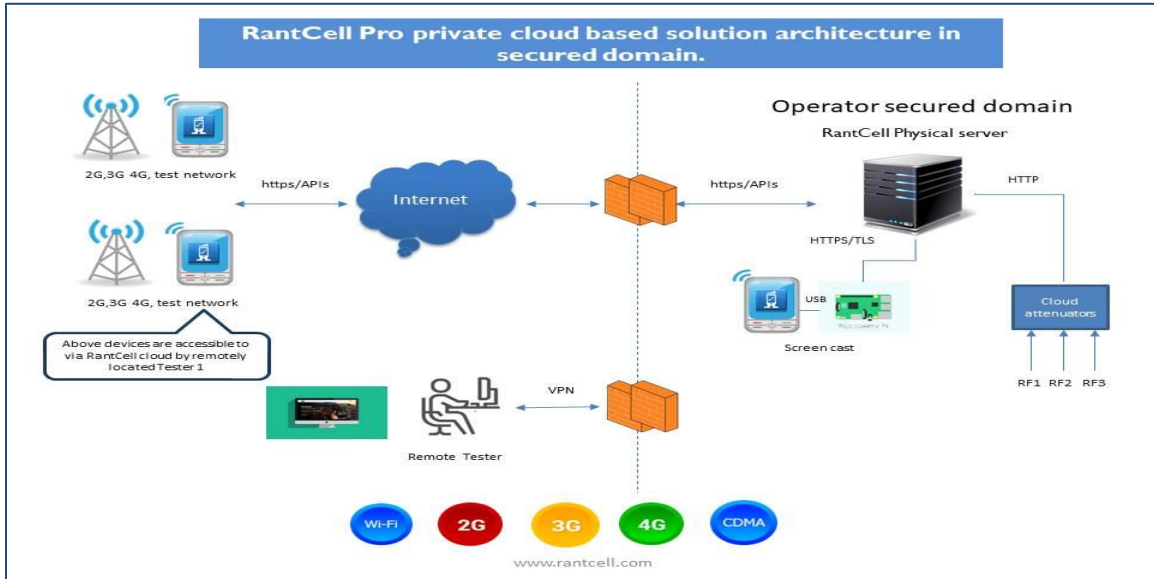 RantCell Pro private cloud based solution architecture in
secured domain.
Operator secured domain
RantCell Physical server
2G,3G 4G, test network
https/APIs
Internet
https/APIs
HTTP
HTTPS/TLS
2G,3G 4G, test network
USB
Raspberry Pi
Screen cast
Cloud
attenuators
RF1 RF2 RF3
Above devices are accessible to
via RantCell cloud by remotely
located Tester 1
VPN
Remote Tester
Wi-Fi
2G
3G
4G
CDMA
www.rantcell.com